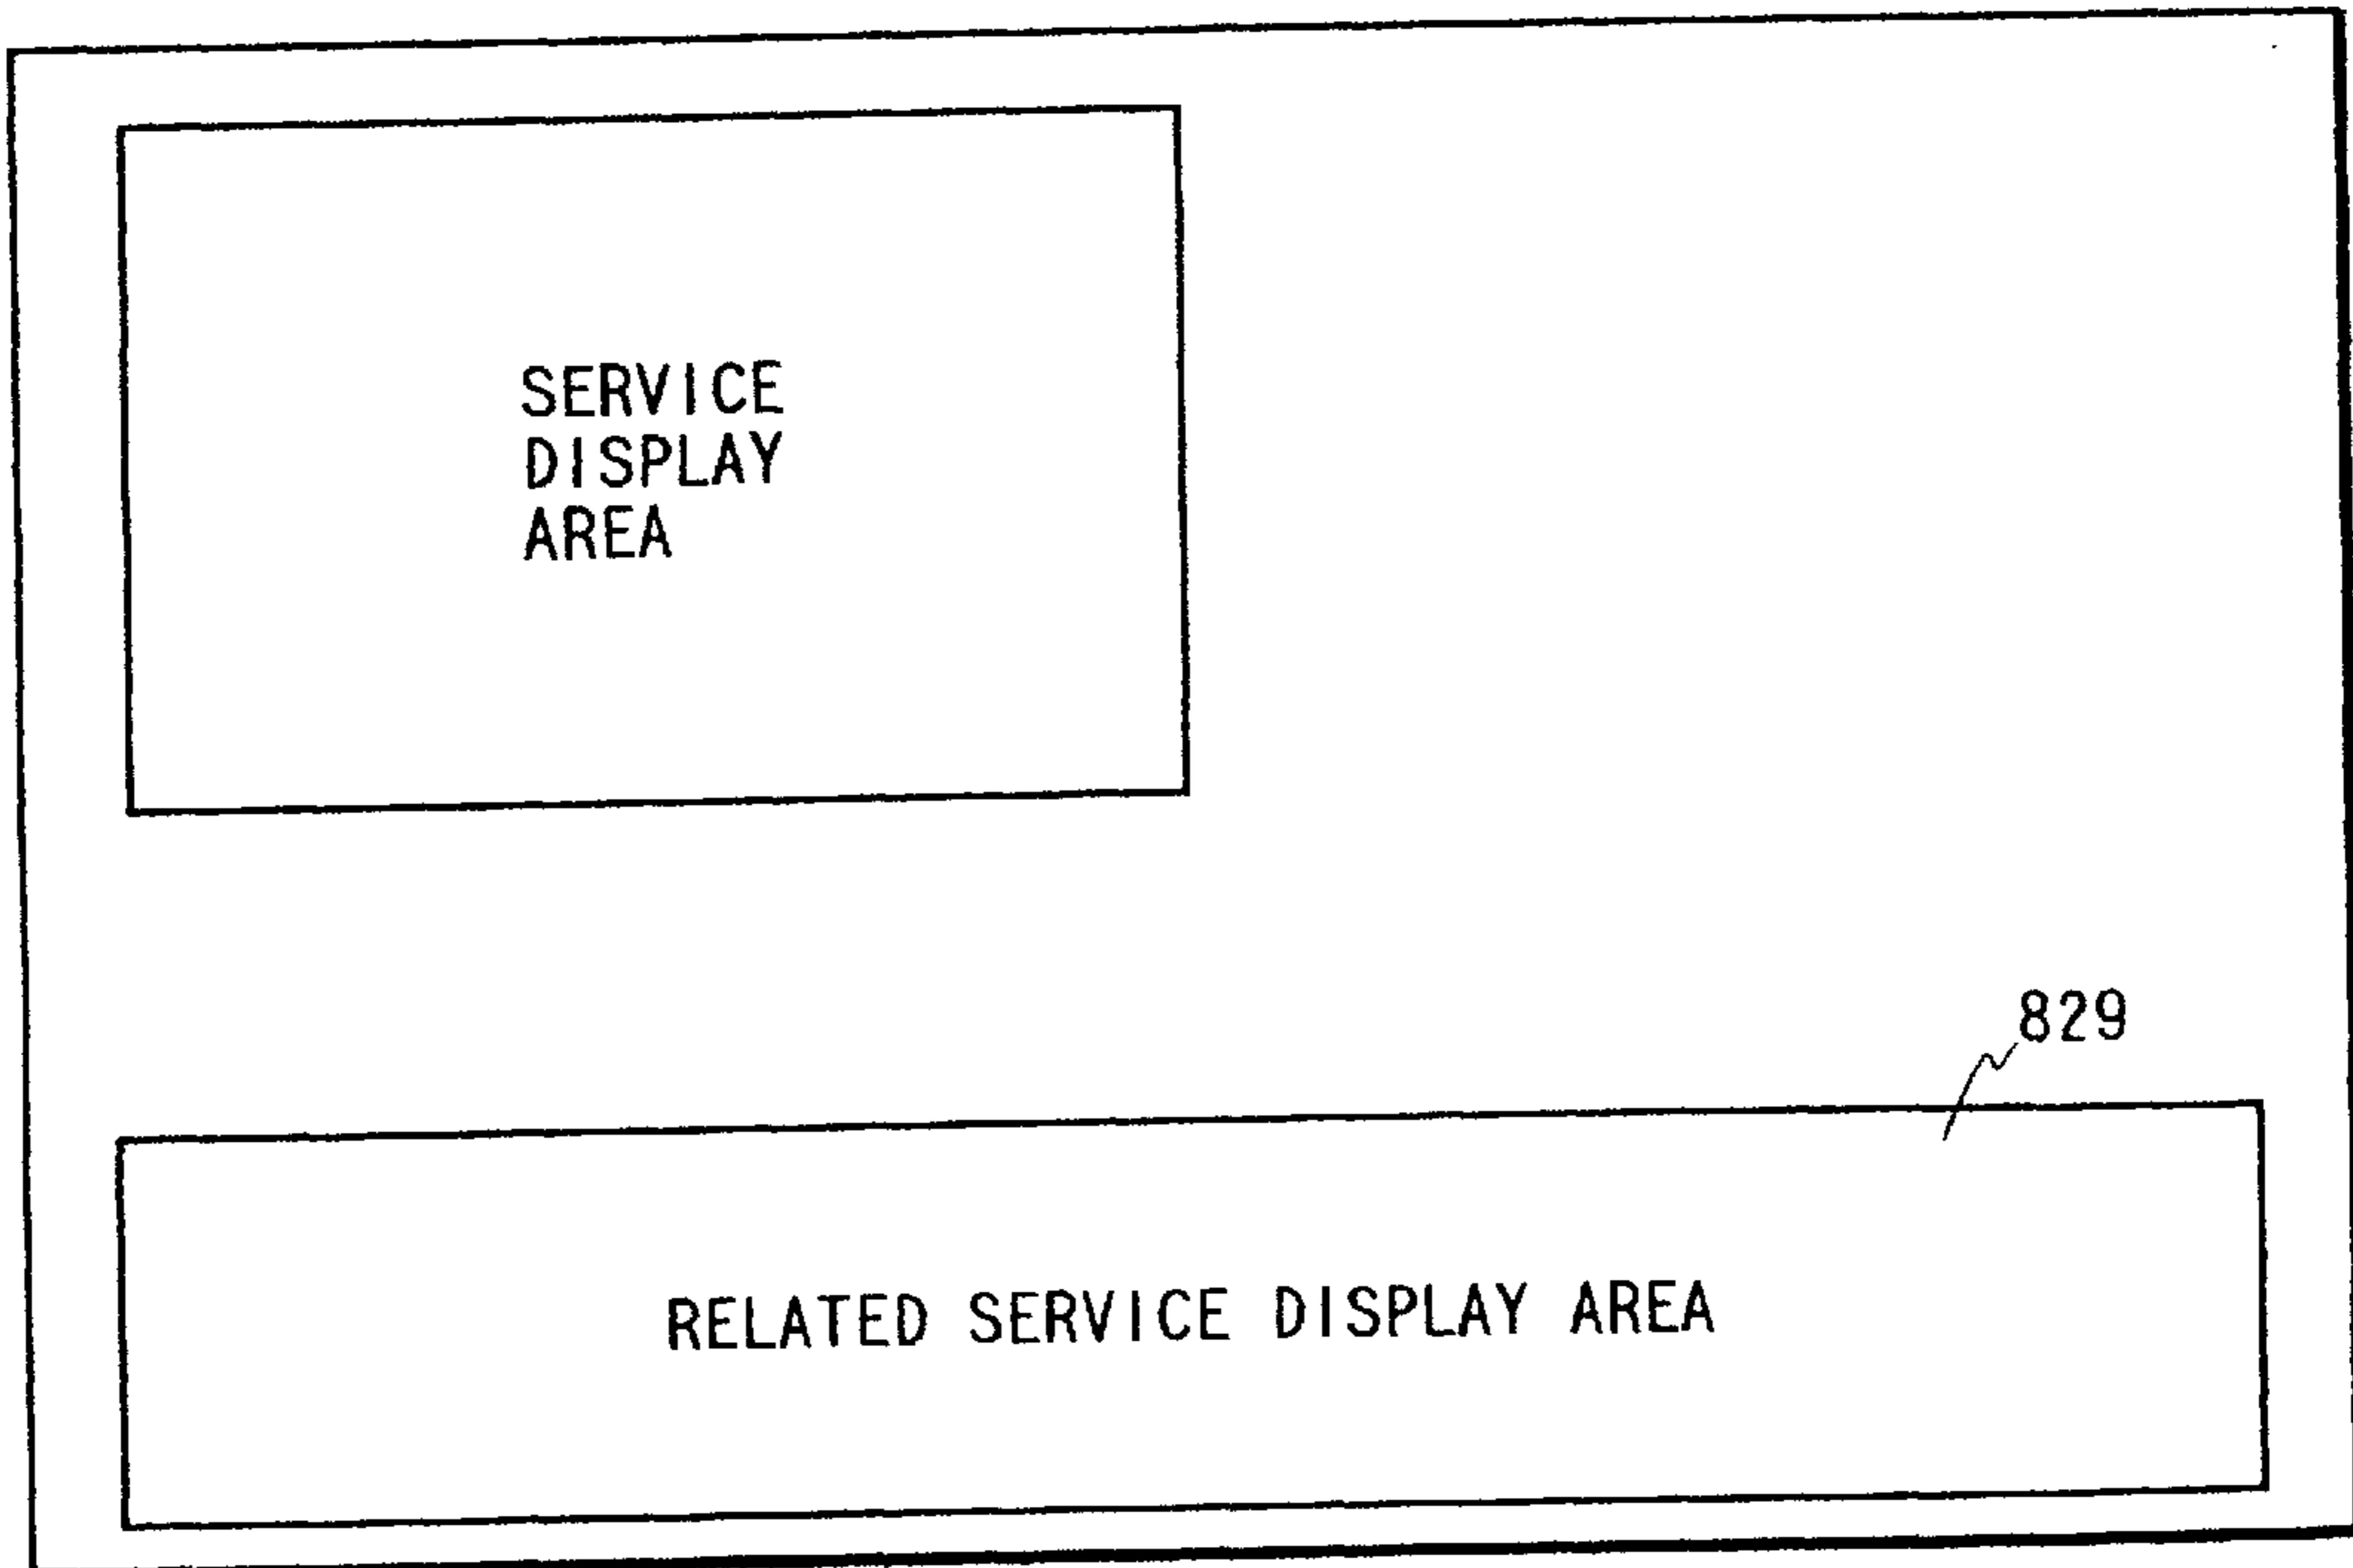 SERVICE
DISPLAY
AREA
829
RELATED SERVICE DISPLAY AREA